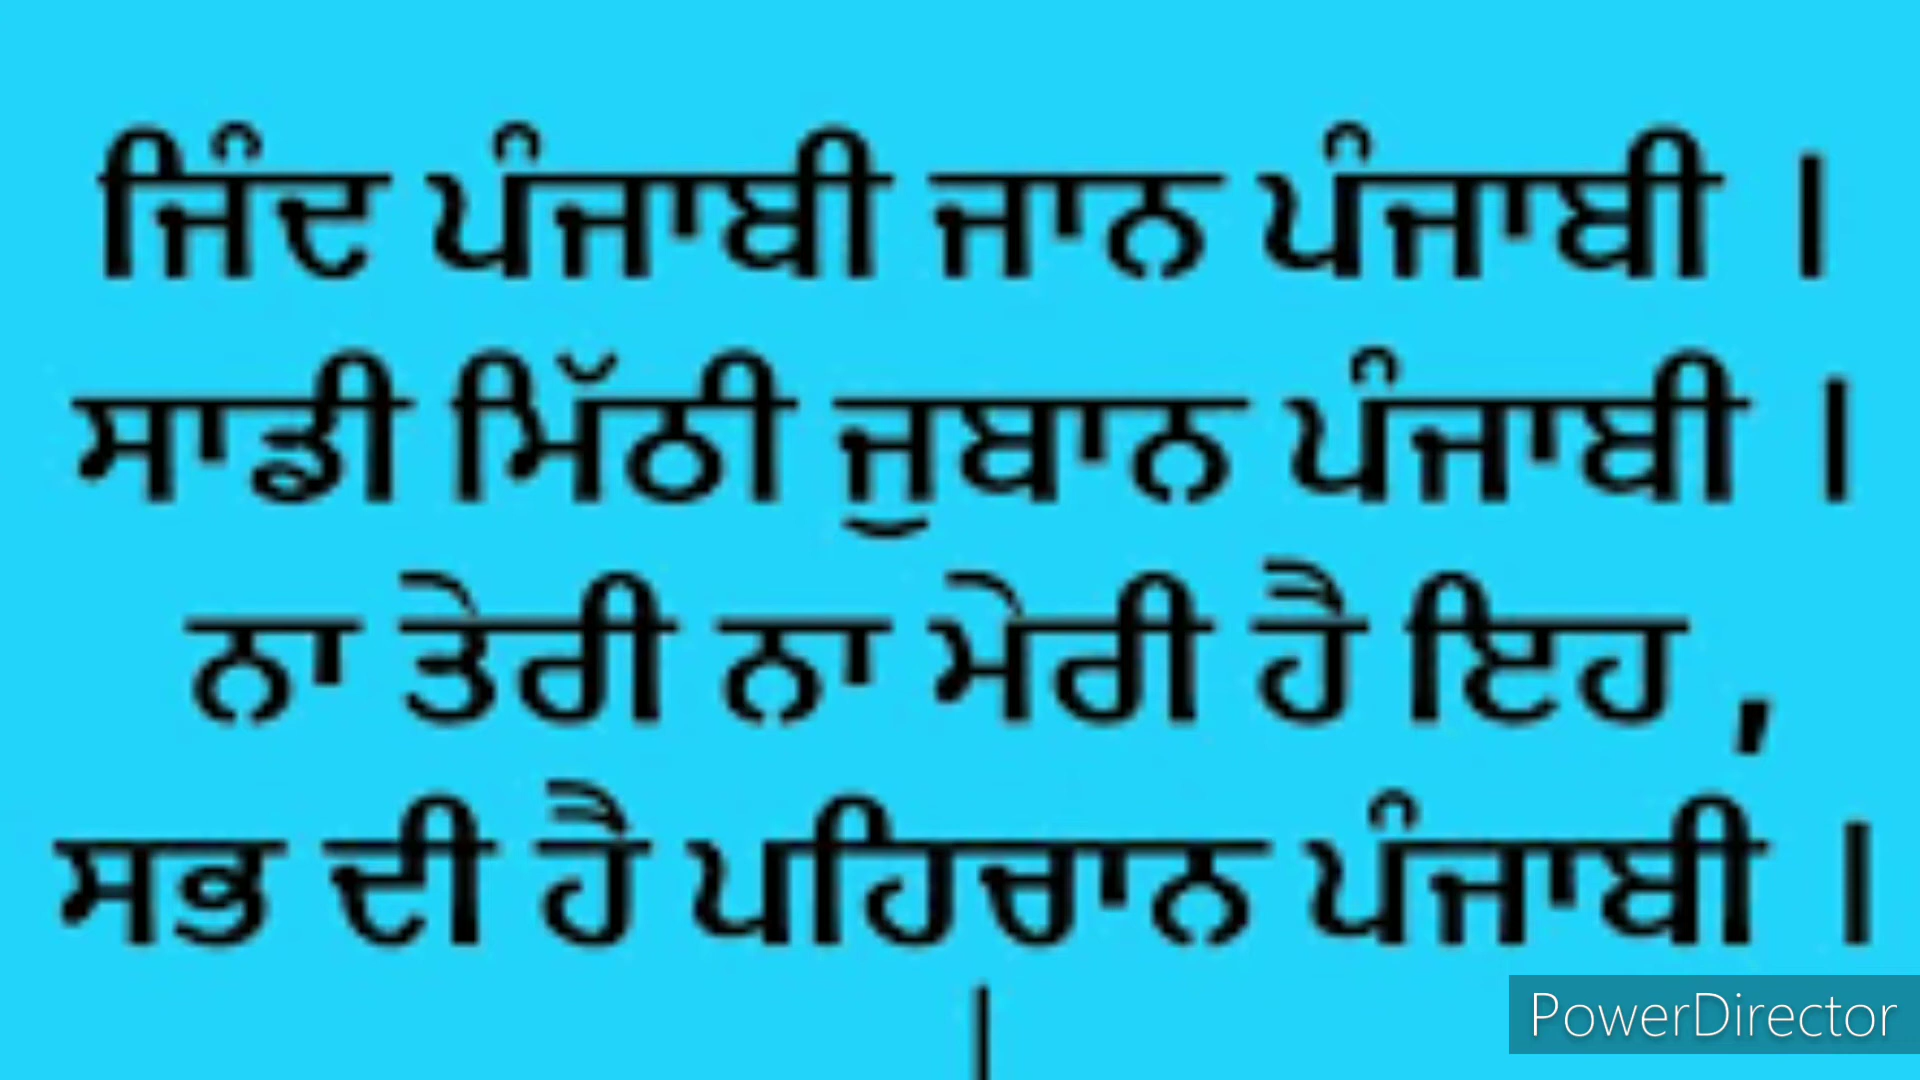 ਜਿੰਦ ਪੰਜਾਬੀ ਜਾਨ ਪੰਜਾਬੀ ।
ਸਾਡੀ ਮਿੱਠੀ ਜੁਬਾਨ ਪੰਜਾਬੀ ।
ਨਾ ਤੇਰੀ ਨਾ ਮੇਰੀ ਹੈ ਇਹ ,
ਸਭ ਦੀ ਹੈ ਪਹਿਚਾਨ ਪੰਜਾਬੀ ।
PowerDirector